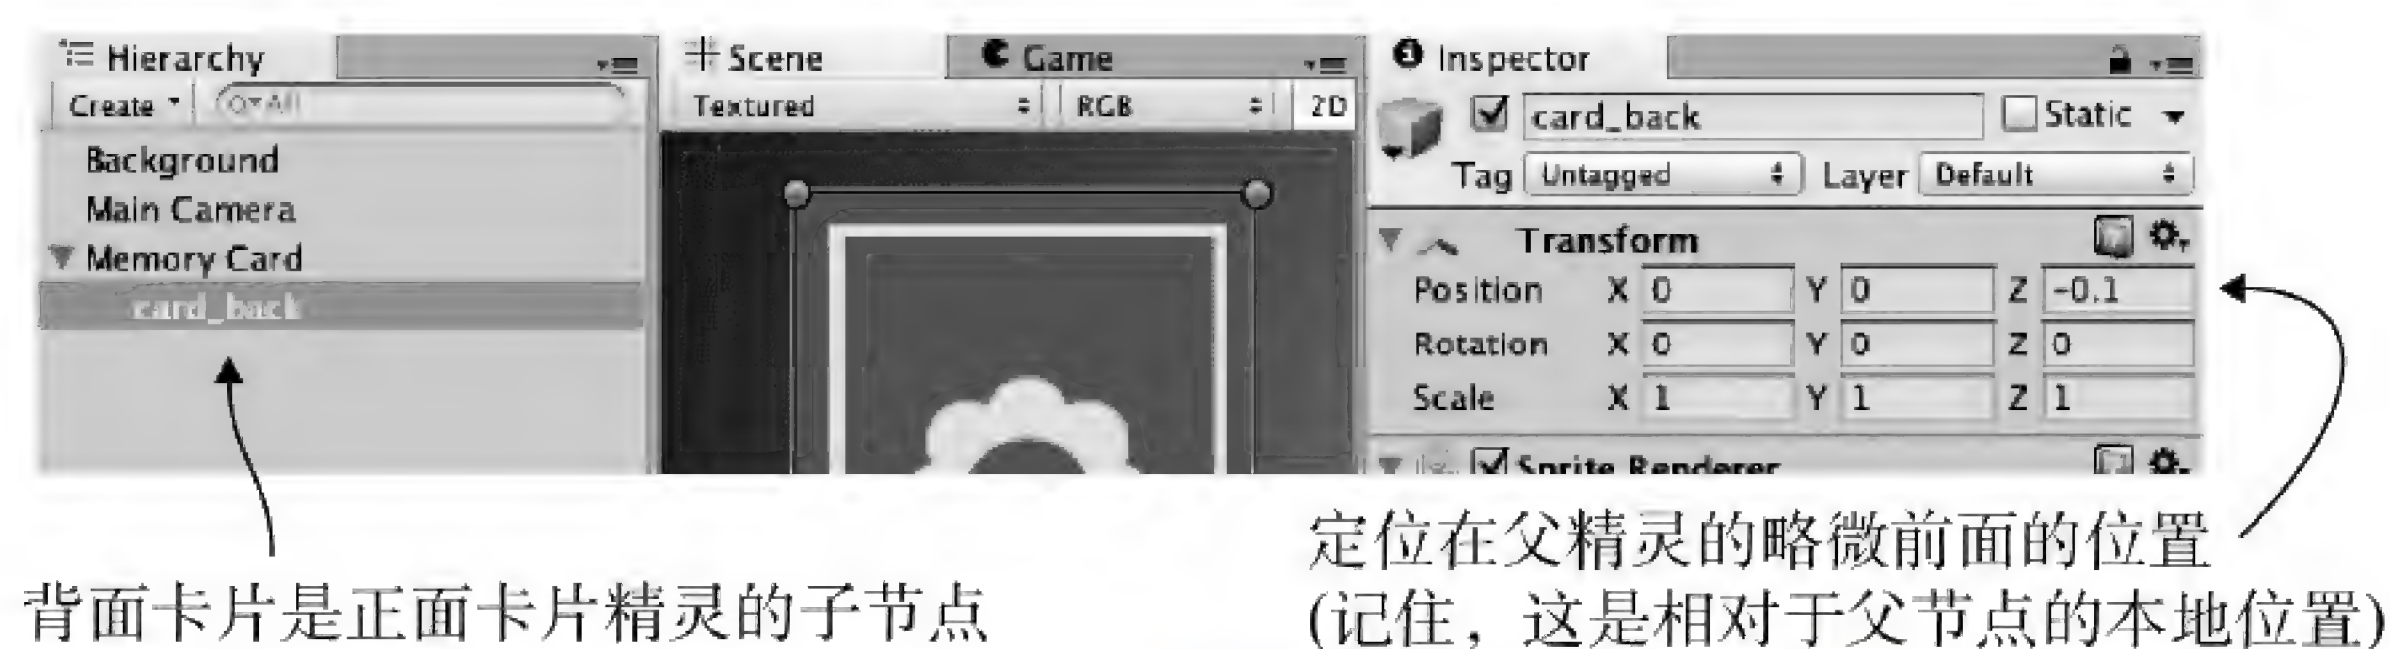 Hierarchy
Create
All
Background
Main Camera
Memory Card
card_back
Scene
Game
Textured
RGB
2D
Inspector
card_back
Static
Tag Untagged
Layer Default
Transform
Position X 0 Y 0 Z -0.1
Rotation X 0 Y 0 Z 0
Scale X 1 Y 1 Z 1
Sprite Renderer
背面卡片是正面卡片精灵的子节点
定位在父精灵的略微前面的位置
(记住，这是相对于父节点的本地位置)